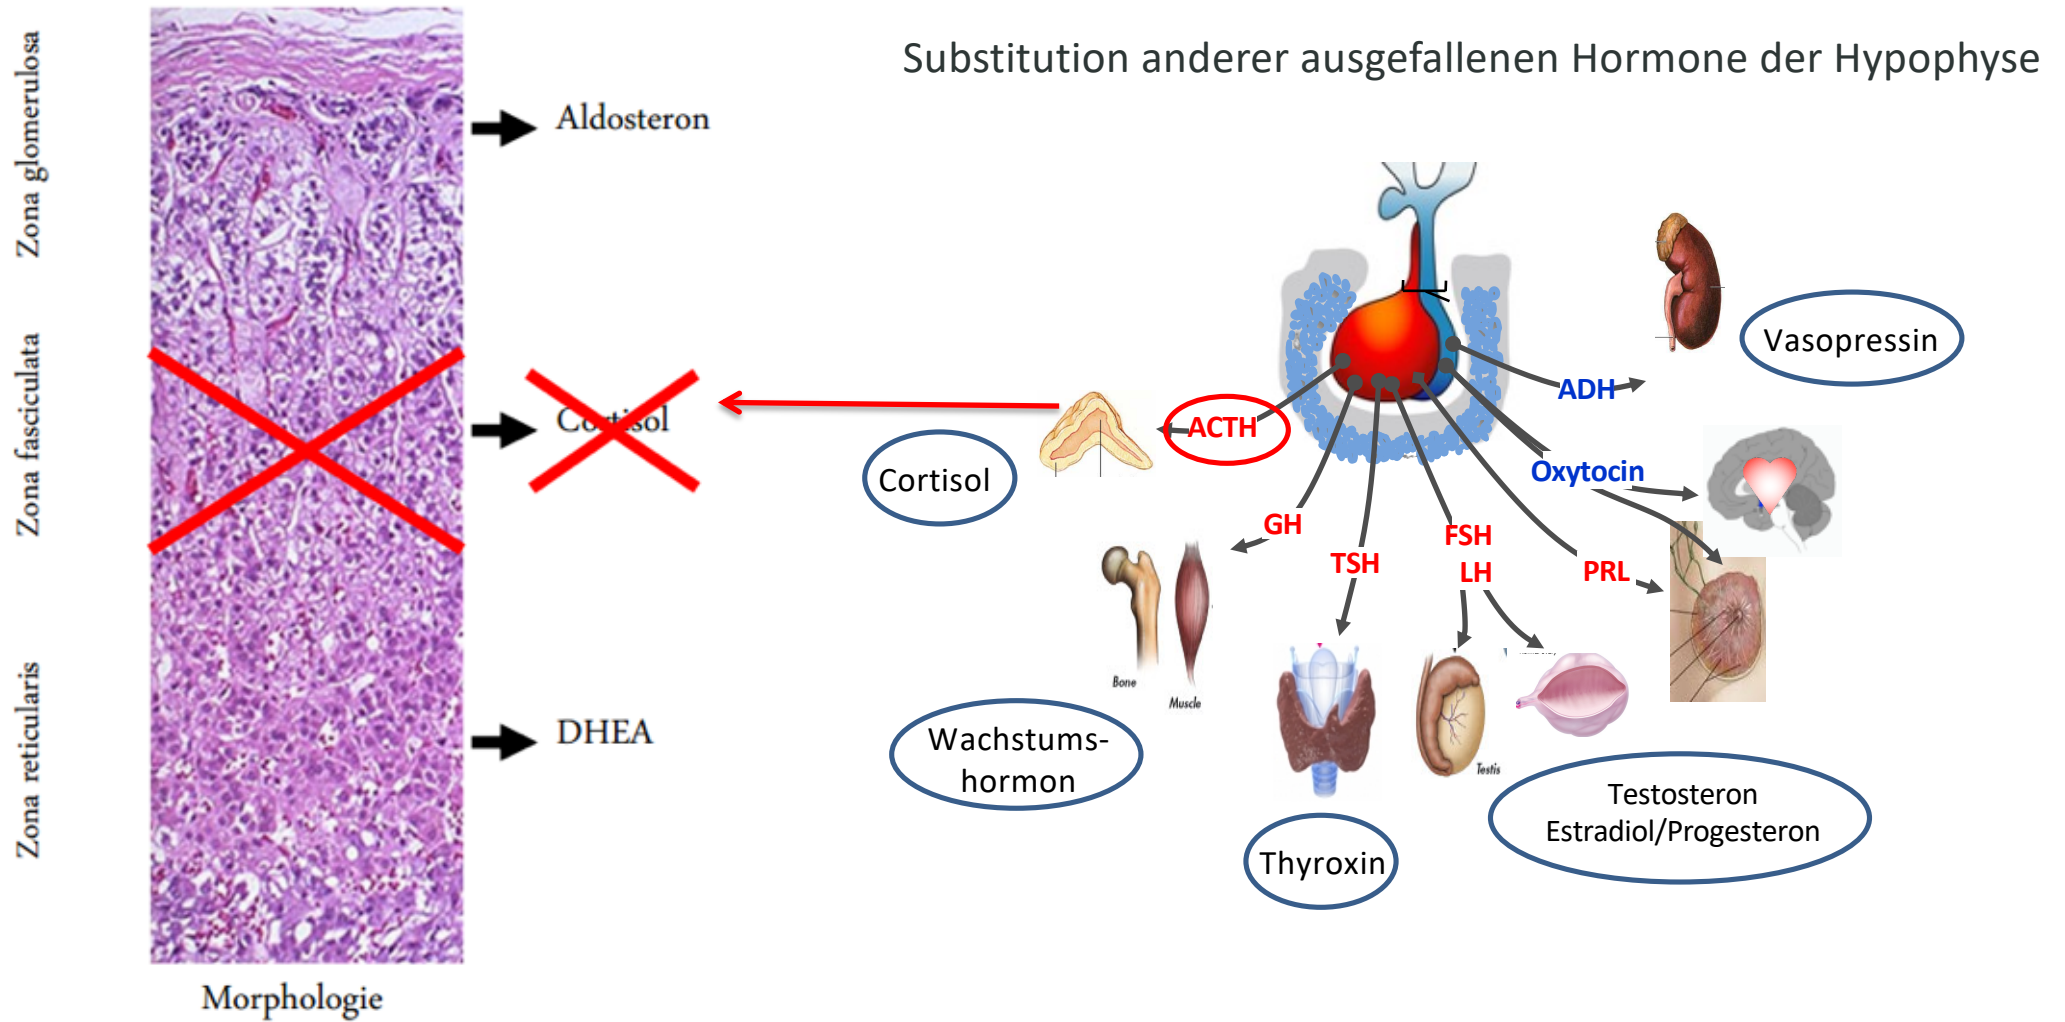 Substitution anderer ausgefallenen Hormone der Hypophyse
Zona glomerulosa
Aldosteron
Zona fasciculata
Cortisol
Zona reticularis
DHEA
Morphologie
Vasopressin
ADH
ACTH
Cortisol
Oxytocin
GH
TSH
FSH
LH
PRL
Bone
Muscle
Testis
Wachstums-
hormon
Thyroxin
Testosteron
Estradiol/Progesteron